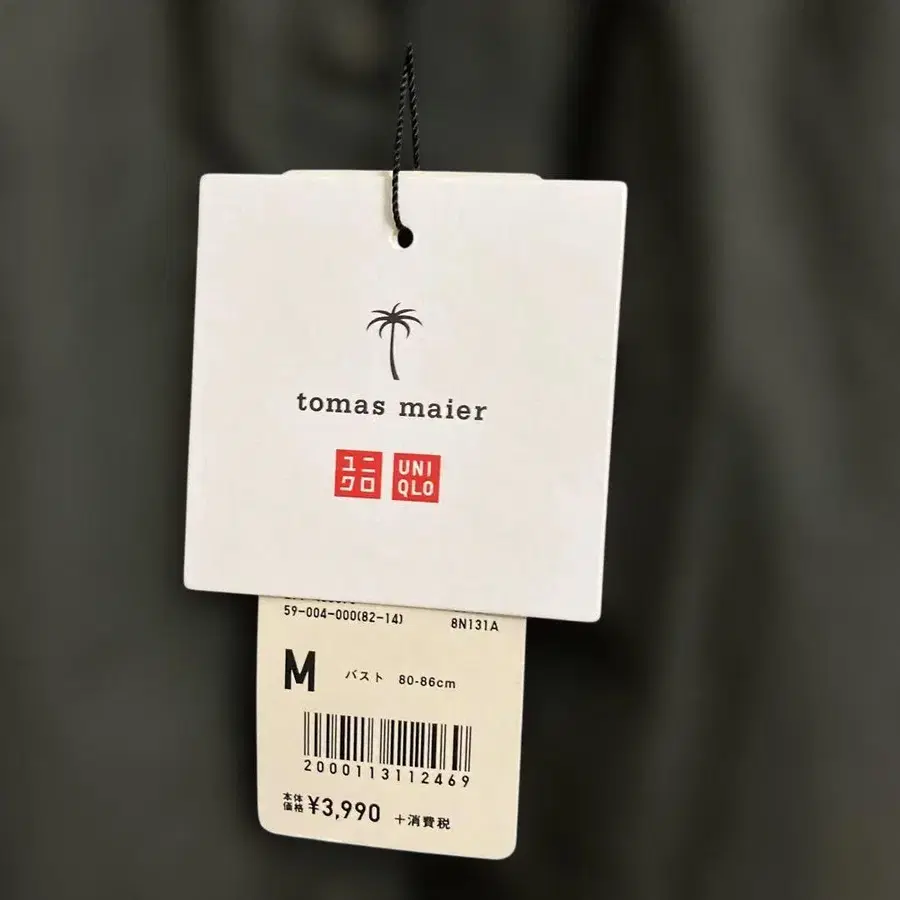 tomas maier
ユニ
クロ
UNI
QLO
59-004-000(82-14)
8N131A
M バスト 80-86cm
2000113112469
本体
価格 ¥3,990 +消費税